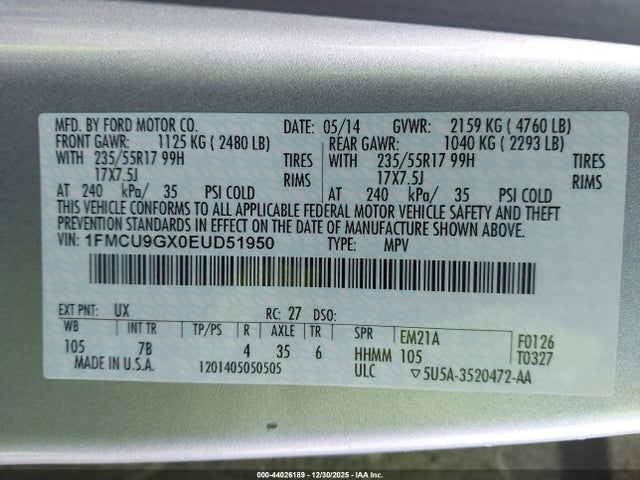 MFD. BY FORD MOTOR CO. DATE: 05/14 GVWR: 2159 KG ( 4760 LB)
FRONT GAWR: 1125 KG ( 2480 LB) REAR GAWR: 1040 KG ( 2293 LB)
WITH 235/55R17 99H TIRES WITH 235/55R17 99H TIRES
17X7.5J RIMS 17X7.5J RIMS
AT 240 kPa/ 35 PSI COLD AT 240 kPa/ 35 PSI COLD
THIS VEHICLE CONFORMS TO ALL APPLICABLE FEDERAL MOTOR VEHICLE SAFETY AND THEFT
PREVENTION STANDARDS IN EFFECT ON THE DATE OF MANUFACTURE SHOWN ABOVE.
VIN: 1FMCU9GX0EUD51950 TYPE: MPV
EXT PNT: UX RC: 27 DSO:
WB INT TR TP/PS R AXLE TR SPR EM21A F0126
105 7B 4 35 6 HHMM 105 T0327
MADE IN U.S.A. 1201405050505 ULC ▽5U5A-3520472-AA
000-44026189 - 12/30/2025 - IAA Inc.